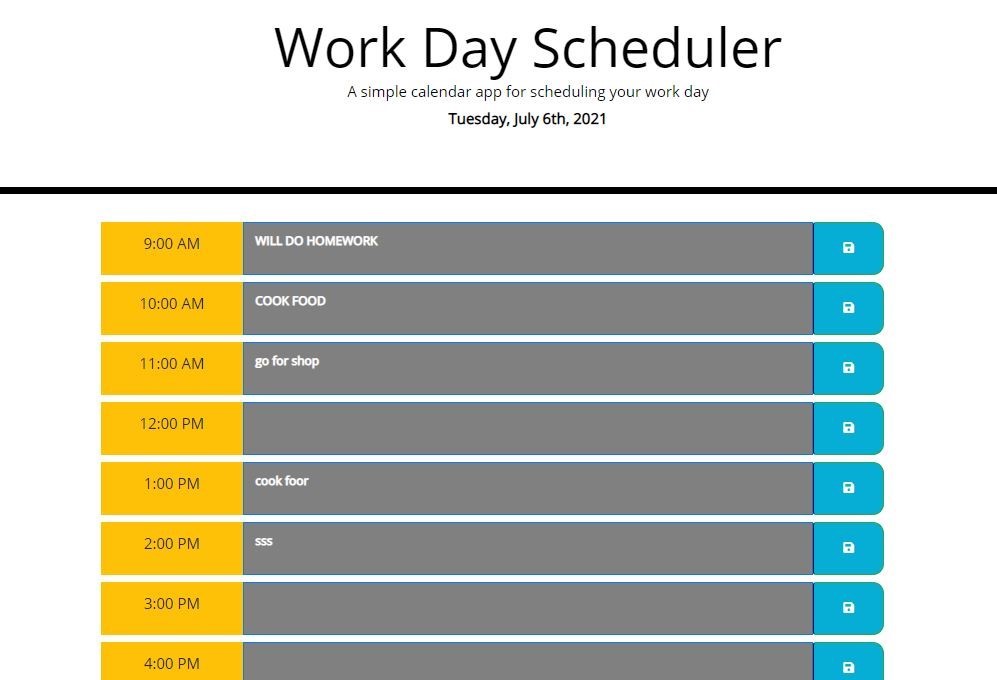 Work Day Scheduler
A simple calendar app for scheduling your work day
Tuesday, July 6th, 2021
9:00 AM WILL DO HOMEWORK
10:00 AM COOK FOOD
11:00 AM go for shop
12:00 PM
1:00 PM cook foor
2:00 PM sss
3:00 PM
4:00 PM